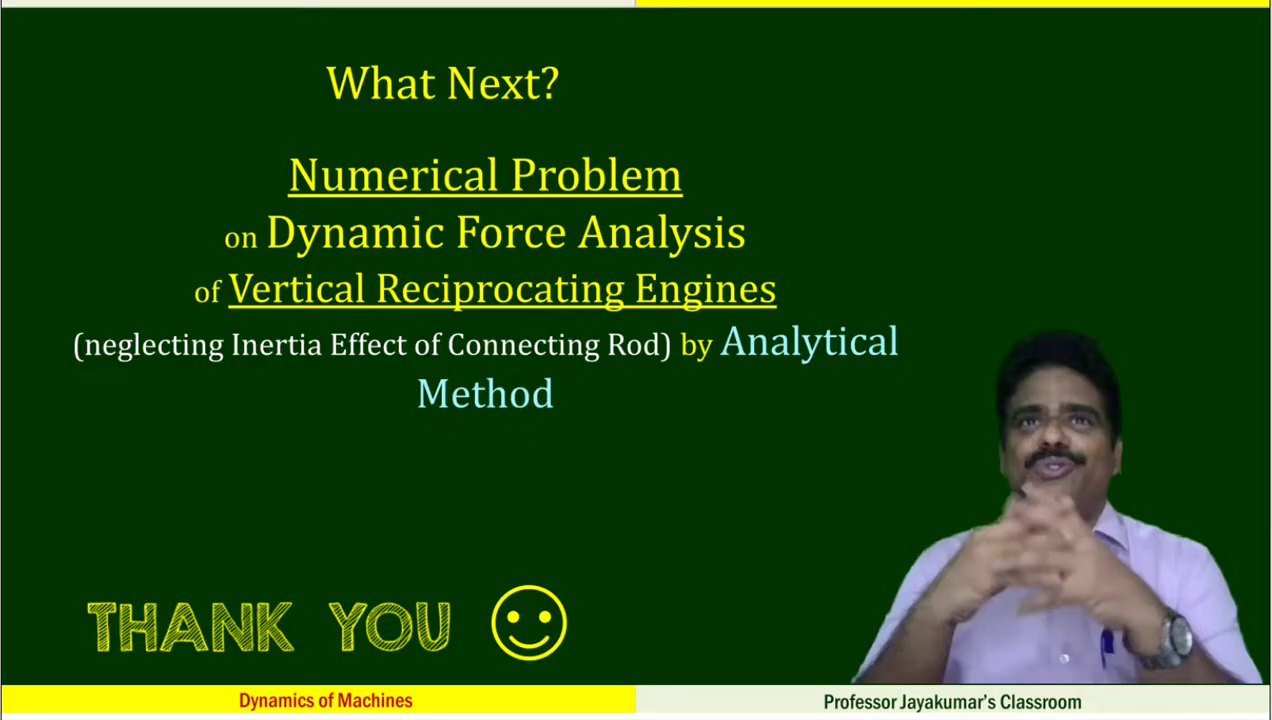 What Next?
Numerical Problem
on Dynamic Force Analysis
of Vertical Reciprocating Engines
(neglecting Inertia Effect of Connecting Rod) by Analytical
Method
THANK YOU
Dynamics of Machines
Professor Jayakumar's Classroom